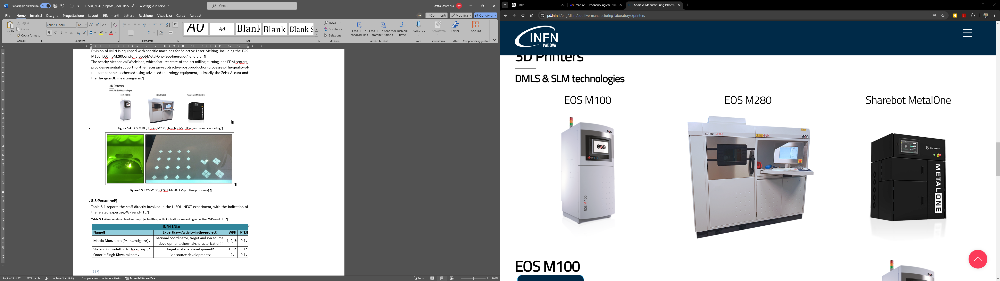 Salvataggio automatico
HISOL_NEXT_proposal_rev03.docx • Salvataggio in corso...
Cerca
Mattia Manzolaro MM
File Home Inserisci Disegno Progettazione Layout Riferimenti Lettere Revisione Visualizza Guida Acrobat
MB Commenti Modifica Condividi
Incolla
Taglia
Copia
Copia formato
Appunti
Calibri (Titoli) 12
Carattere
Paragrafo
A0 A4 Blank Blank Blank S
Stili
Trova
Sostituisci
Seleziona
Modifica
Crea PDF e condividi link
Crea PDF e condividi tramite Outlook
Richiedi firme
Adobe Acrobat
Dettatura
Voce
Riservatezza
Riservatezza
Editor
Editor
Add-ins
Componenti aggiuntivi
Division of INFN is equipped with specific machines for Selective Laser Melting, including the EOS
M100, EOSint M280, and Sharebot Metal One (see figures 5.4 and 5.5).¶
The nearby Mechanical Workshop, which features state-of-the-art milling, turning, and EDM centers,
provides essential support for the necessary subtractive post-production processes. The quality of
the components is checked using advanced metrology equipment, primarily the Zeiss Accura and
the Hexagon 3D measuring arm.¶
3D Printers
DMLS & SLM technologies
EOS M100 EOS M280 Sharebot MetalOne
Figure 5.4. EOS M100, EOSint M280, Sharebot MetalOne and common tooling.¶
Figure 5.5. EOS M100, EOSint M280 (AM printing processes).¶
5.3 Personnel¶
Table 5.1 reports the staff directly involved in the HISOL_NEXT experiment, with the indication of
the related expertise, WPs and FTE.¶
Table 5.1. Personnel involved in the project with specific indications regarding expertise, WPs and FTE.¶
INFN-LNL¤
Name¤ Expertise – Activity in the project¤ WP¤ FTE¤
Mattia Manzolaro (Pr. Investigator)¤ national coordinator, target and ion source development, thermal characterization¤ 1, 2, 3¤ 0.1¤
Stefano Corradetti (LNL local resp.)¤ target material development¤ 1, 3¤ 0.1¤
Omorjit Singh Khwairakpam¤ ion source development¤ 2¤ 0.1¤
21¶
Pagina 21 di 37 12773 parole Inglese (Stati Uniti) Completamento del testo: attivato Accessibilità: verifica Focus 100%
ChatGPT
feature - Dizionario inglese-ital
Additive Manufacturing laborat
pd.infn.it/eng/diam/additive-manufacturing-laboratory/#printers
INFN
PADOVA
3D Printers
DMLS & SLM technologies
EOS M100 EOS M280 Sharebot MetalOne
EOSINT M 280
eos
eos
EOS M 100
SHAREBOT
METALONE
EOS M100